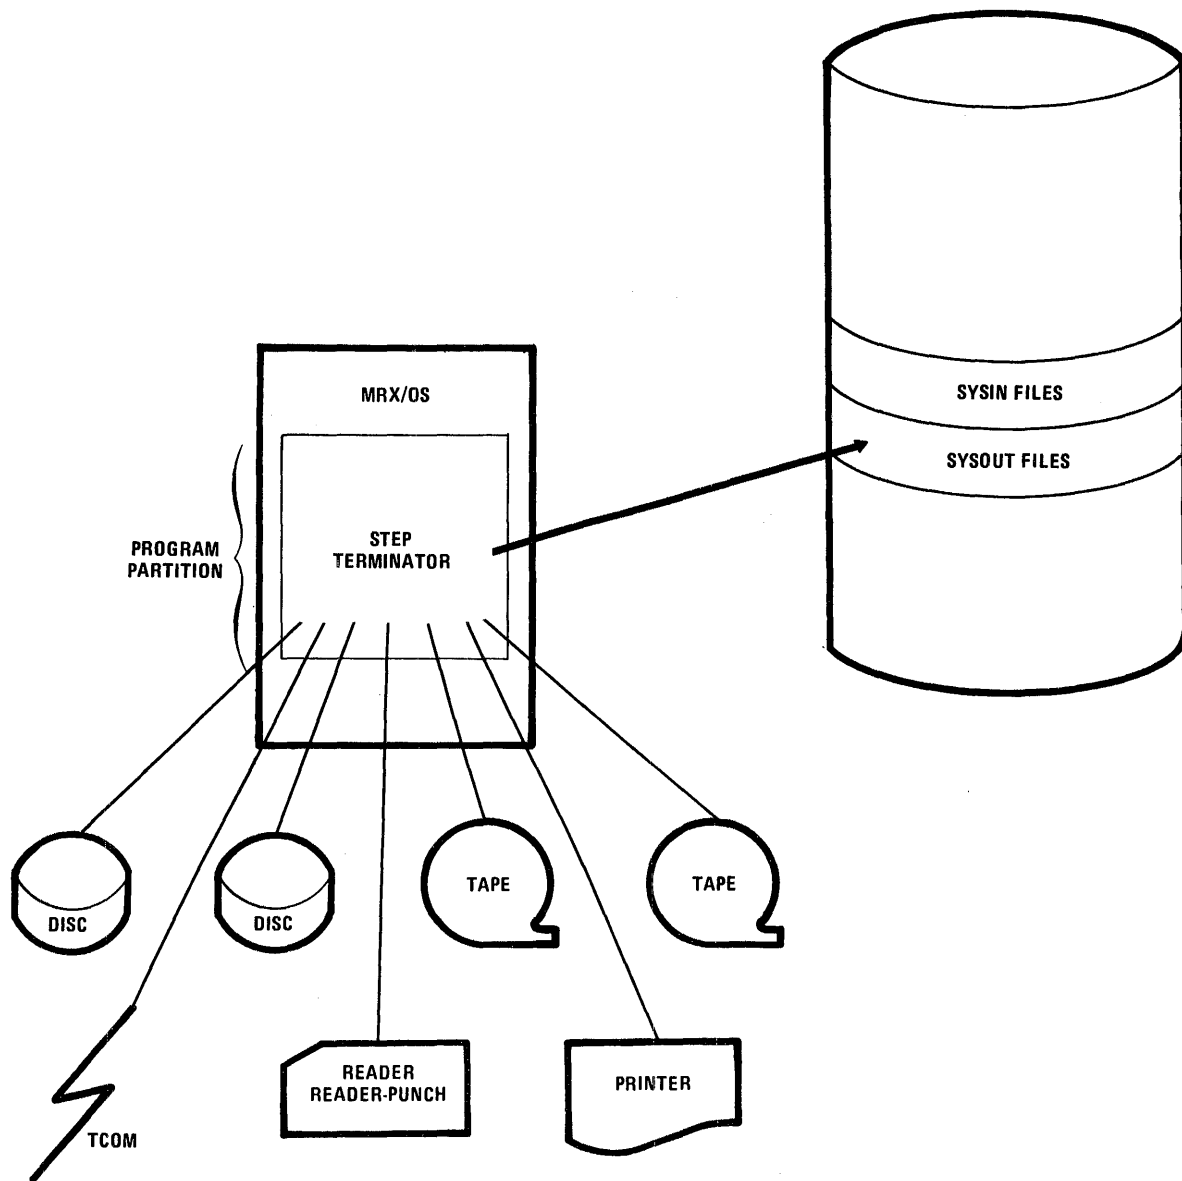 MRX/OS
SYSIN FILES
SYSOUT FILES
STEP
TERMINATOR
PROGRAM
PARTITION
DISC
DISC
TAPE
TAPE
READER
READER-PUNCH
PRINTER
TCOM